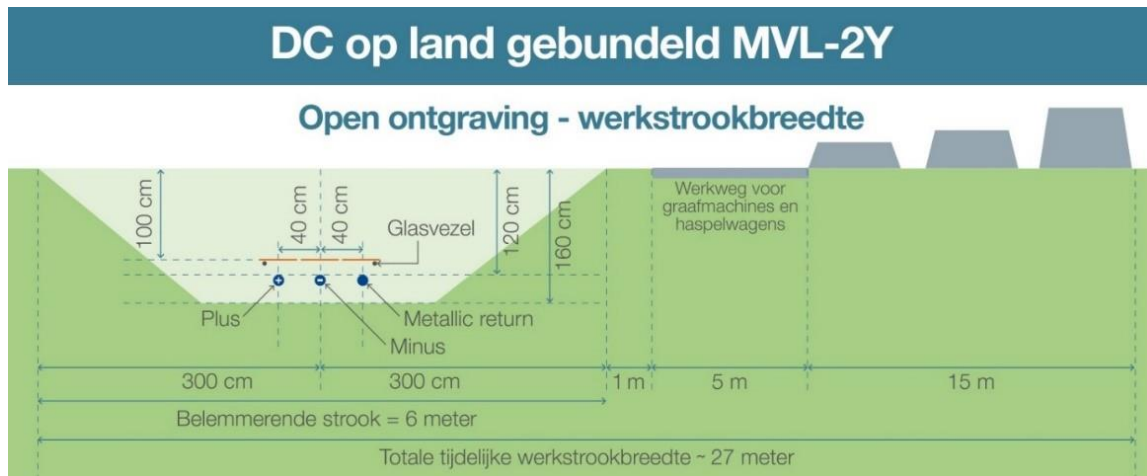 DC op land gebundeld MVL-2Y
Open ontgraving - werkstrookbreedte
100 cm
40 cm
40 cm
Glasvezel
120 cm
160 cm
Werkweg voor
graafmachines en
haspelwagens
Plus
Minus
Metallic return
300 cm
300 cm
1 m
5 m
15 m
Belemmerende strook = 6 meter
Totale tijdelijke werkstrookbreedte ~ 27 meter